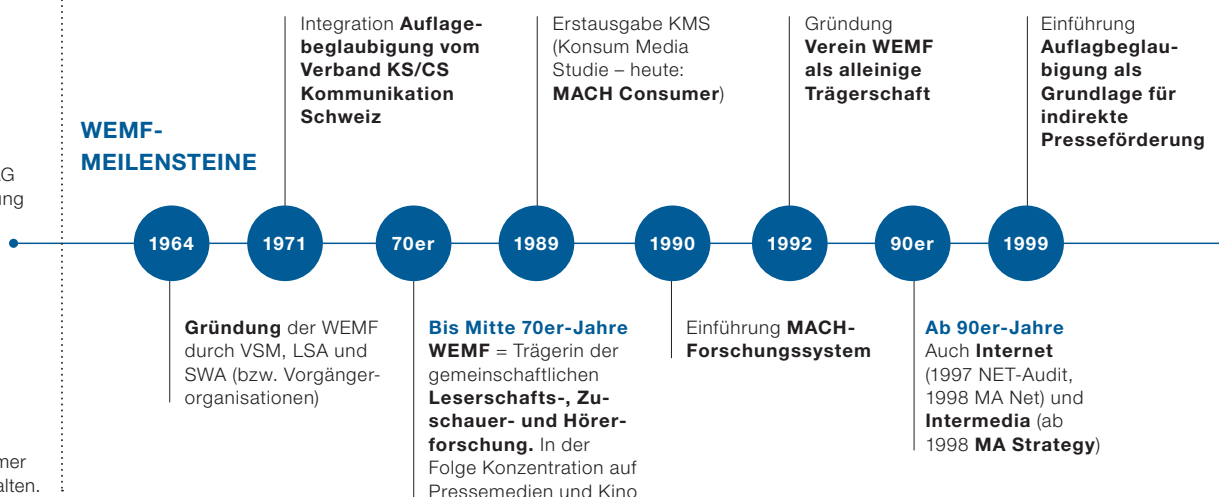 Integration Auflage-
beglaubigung vom
Verband KS/CS
Kommunikation
Schweiz
Erstausgabe KMS
(Konsum Media
Studie – heute:
MACH Consumer)
Gründung
Verein WEMF
als alleinige
Trägerschaft
Einführung
Auflagbeglau-
bigung als
Grundlage für
indirekte
Presseförderung
WEMF-
MEILENSTEINE
1964
1971
70er
1989
1990
1992
90er
1999
Gründung der WEMF
durch VSM, LSA und
SWA (bzw. Vorgänger-
organisationen)
Bis Mitte 70er-Jahre
WEMF = Trägerin der
gemeinschaftlichen
Leserschafts-, Zu-
schauer- und Hörer-
forschung. In der
Folge Konzentration auf
Pressemedien und Kino
Einführung MACH-
Forschungssystem
Ab 90er-Jahre
Auch Internet
(1997 NET-Audit,
1998 MA Net) und
Intermedia (ab
1998 MA Strategy)